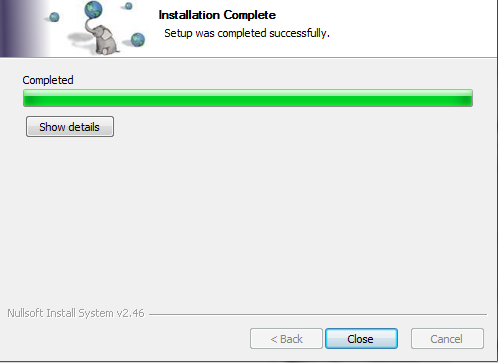 Installation Complete
Setup was completed successfully.
Completed
Show details
Nullsoft Install System v2.46
< Back
Close
Cancel